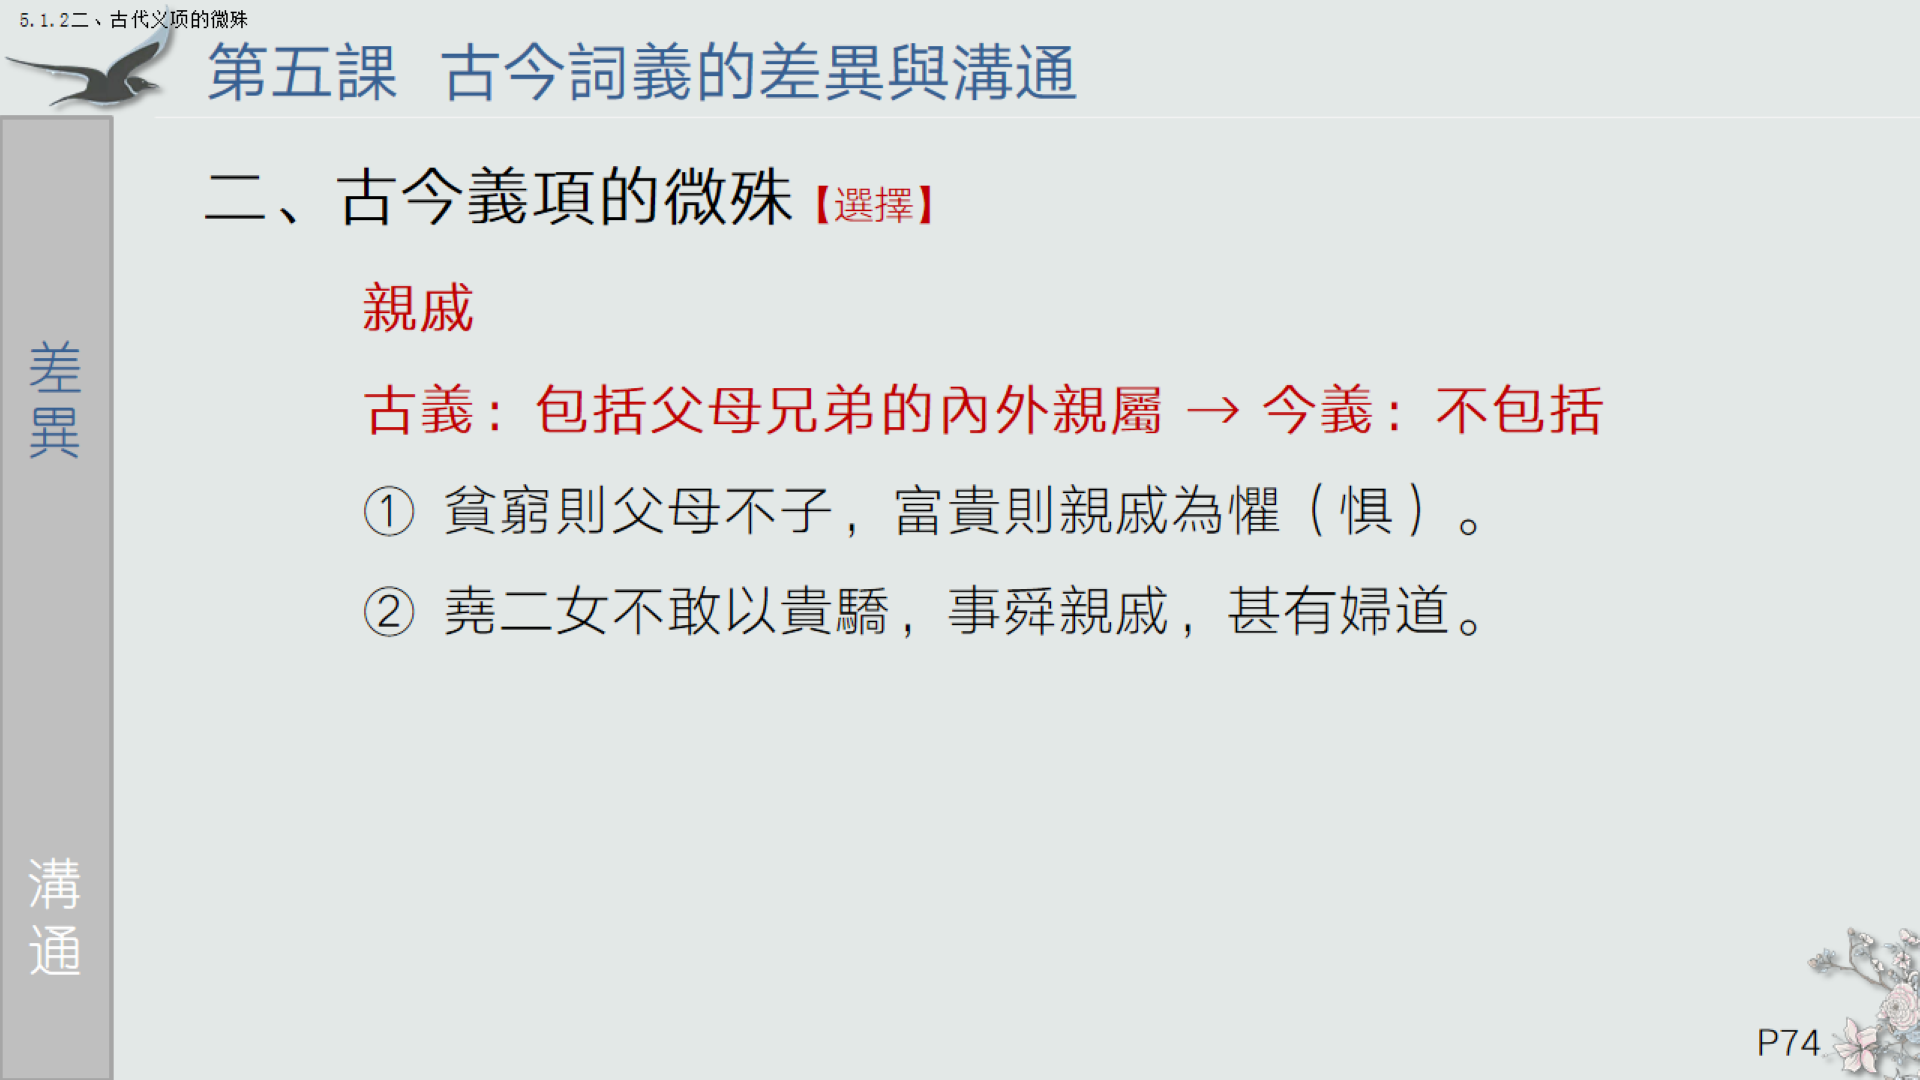 5.1.2二、古代义项的微殊
第五課 古今詞義的差異與溝通
差
異
溝
通
二、古今義項的微殊【選擇】
親戚
古義：包括父母兄弟的內外親屬 → 今義：不包括
① 貧窮則父母不子，富貴則親戚為懼（惧）。
② 堯二女不敢以貴驕，事舜親戚，甚有婦道。
P74